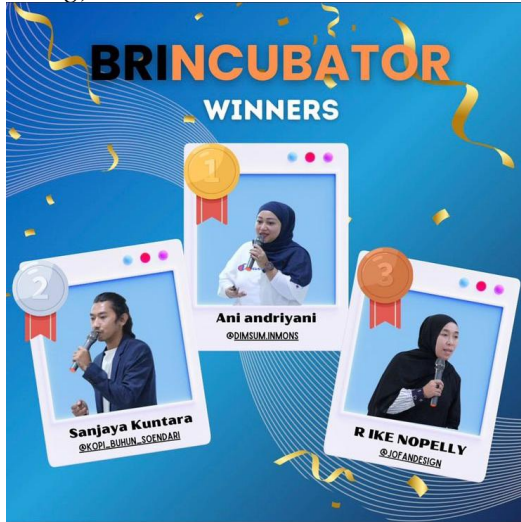 BRINCUBATOR
WINNERS
1
Ani andriyani
@DIMSUM.INMONS
2
Sanjaya Kuntara
@KOPI_BUHUN_SOENDARI
3
R IKE NOPELLY
@JOFANDESIGN